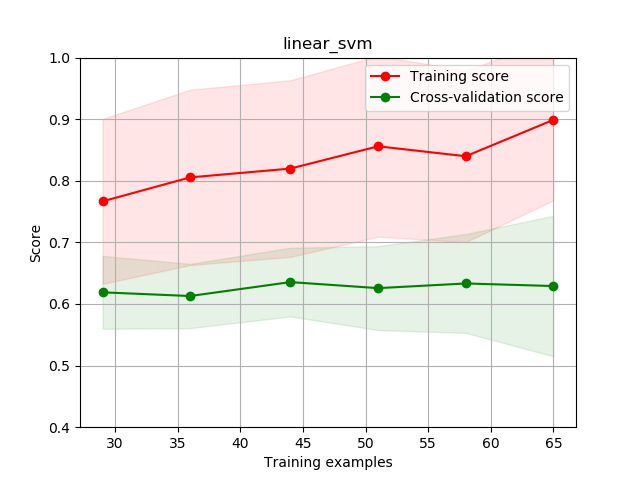 linear_svm
Training score
Cross-validation score
Score
1.0
0.9
0.8
0.7
0.6
0.5
0.4
30 35 40 45 50 55 60 65
Training examples